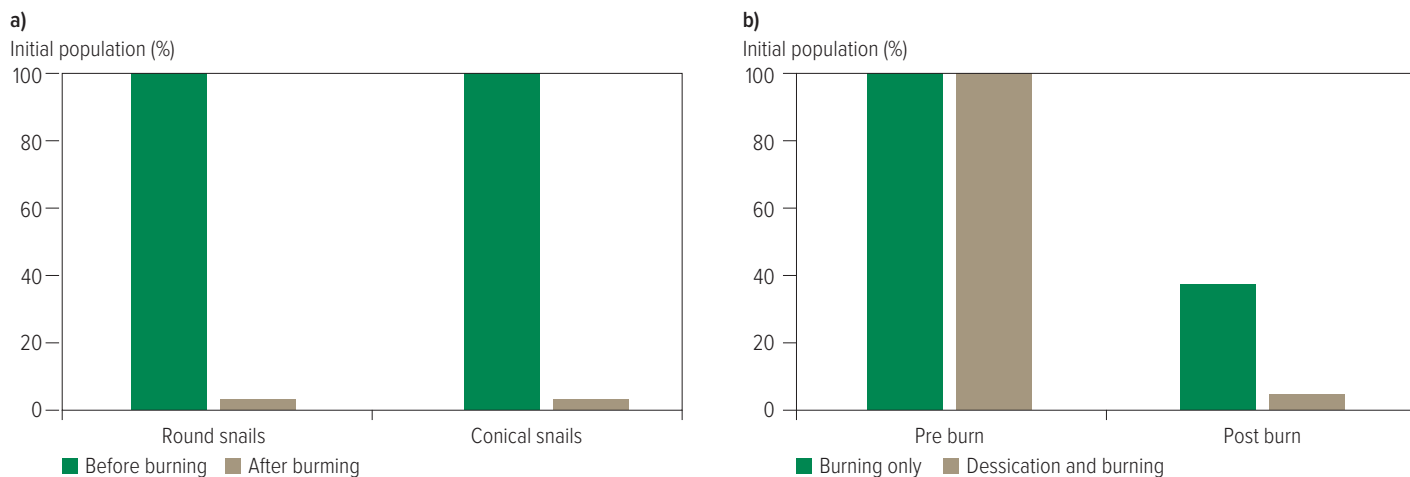 a)
Initial population (%)
100
80
60
40
20
0
Round snails Conical snails
Before burning After burming
b)
Initial population (%)
100
80
60
40
20
0
Pre burn Post burn
Burning only Dessication and burning